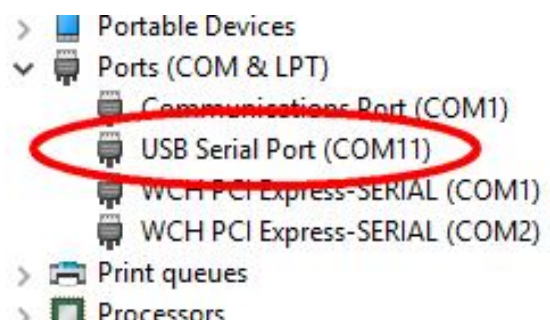 Portable Devices
Ports (COM & LPT)
Communications Port (COM1)
USB Serial Port (COM11)
WCH PCI Express-SERIAL (COM1)
WCH PCI Express-SERIAL (COM2)
Print queues
Processors